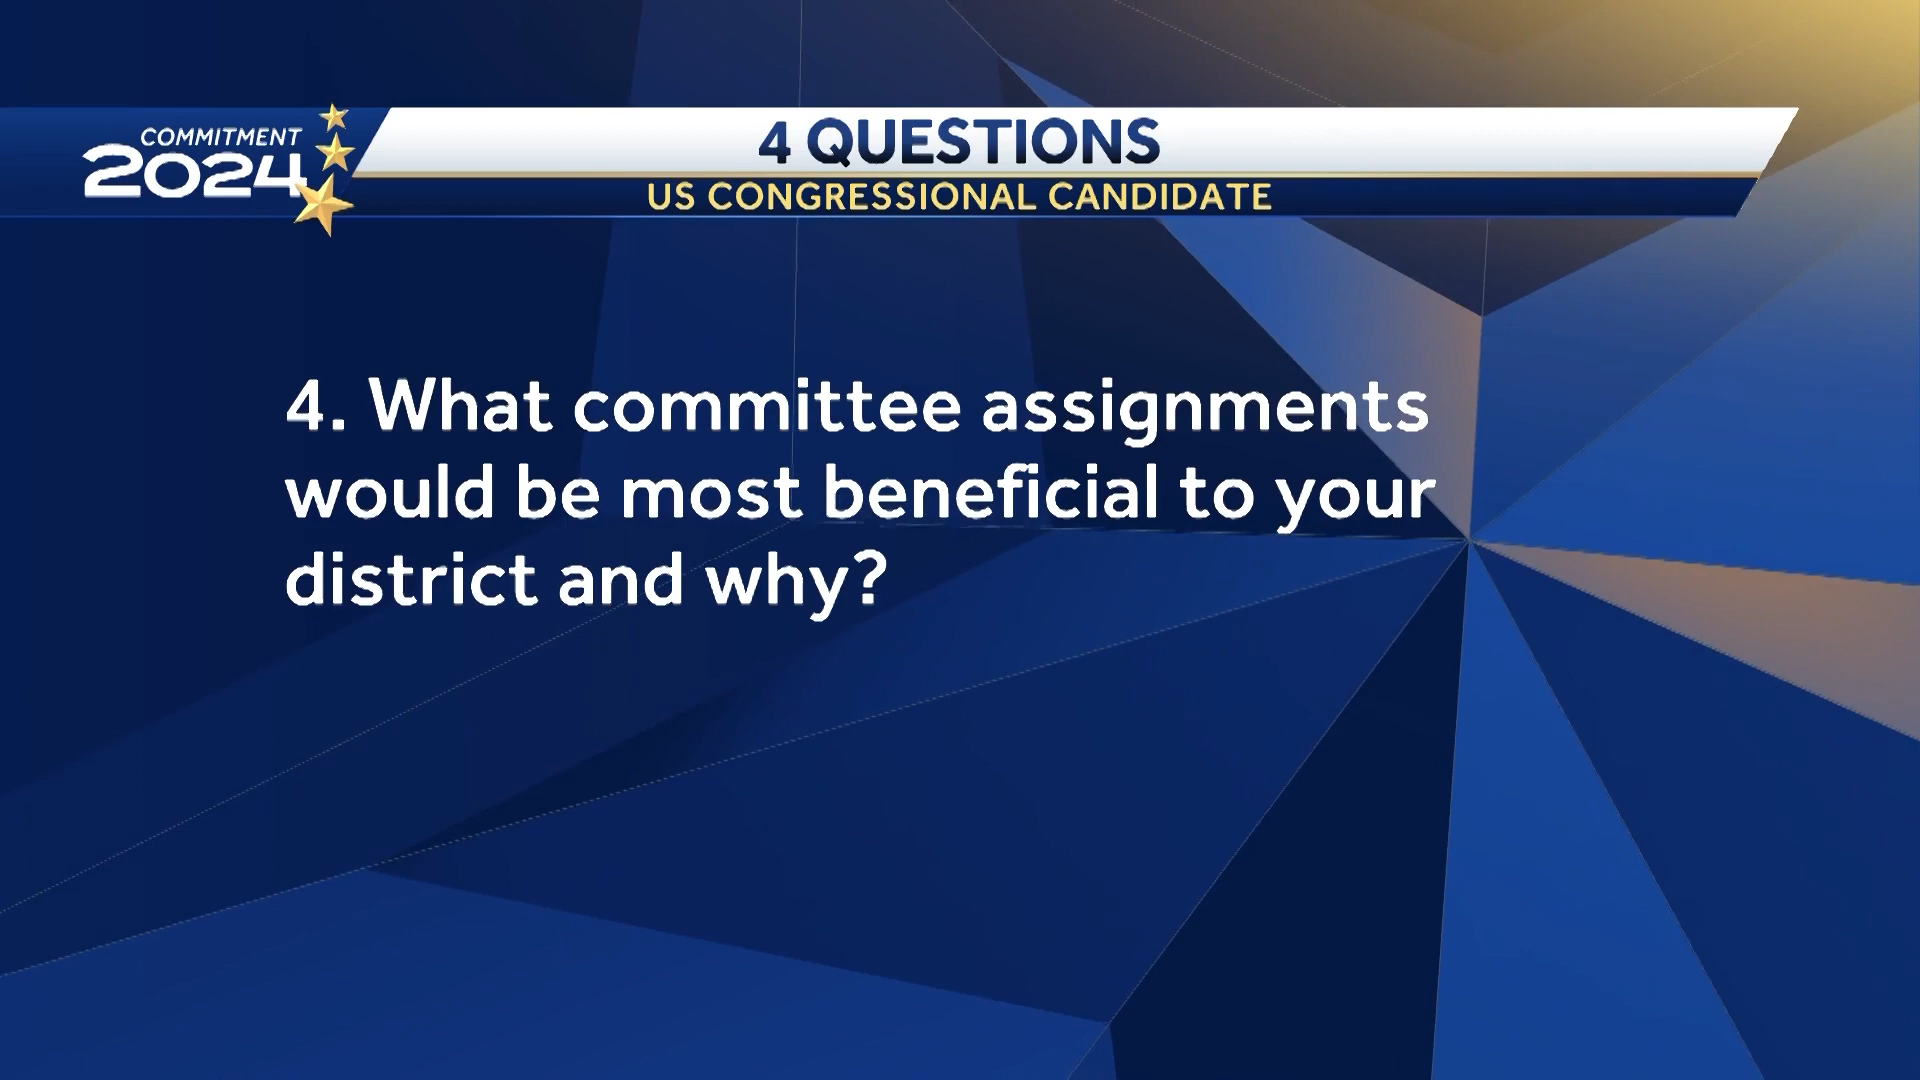 COMMITMENT
2024
4 QUESTIONS
US CONGRESSIONAL CANDIDATE
4. What committee assignments
would be most beneficial to your
district and why?